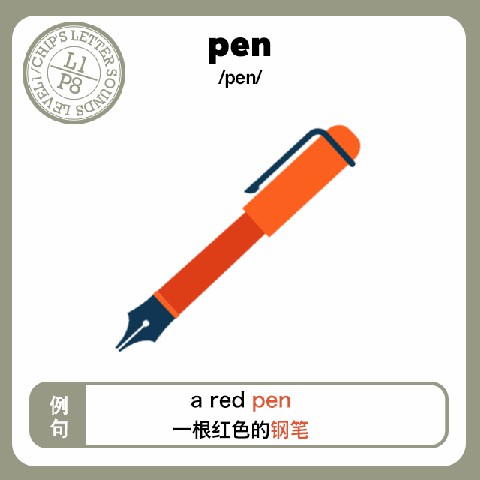 CHIP'S LETTER SOUNDS LEVEL1/
L1
P8
pen
/pen/
例句
a red pen
一根红色的钢笔